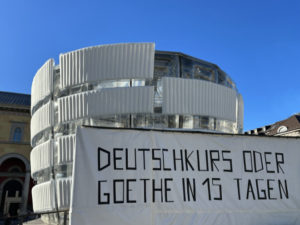 DEUTSCHKURS ODER
GOETHE IN 15 TAGEN